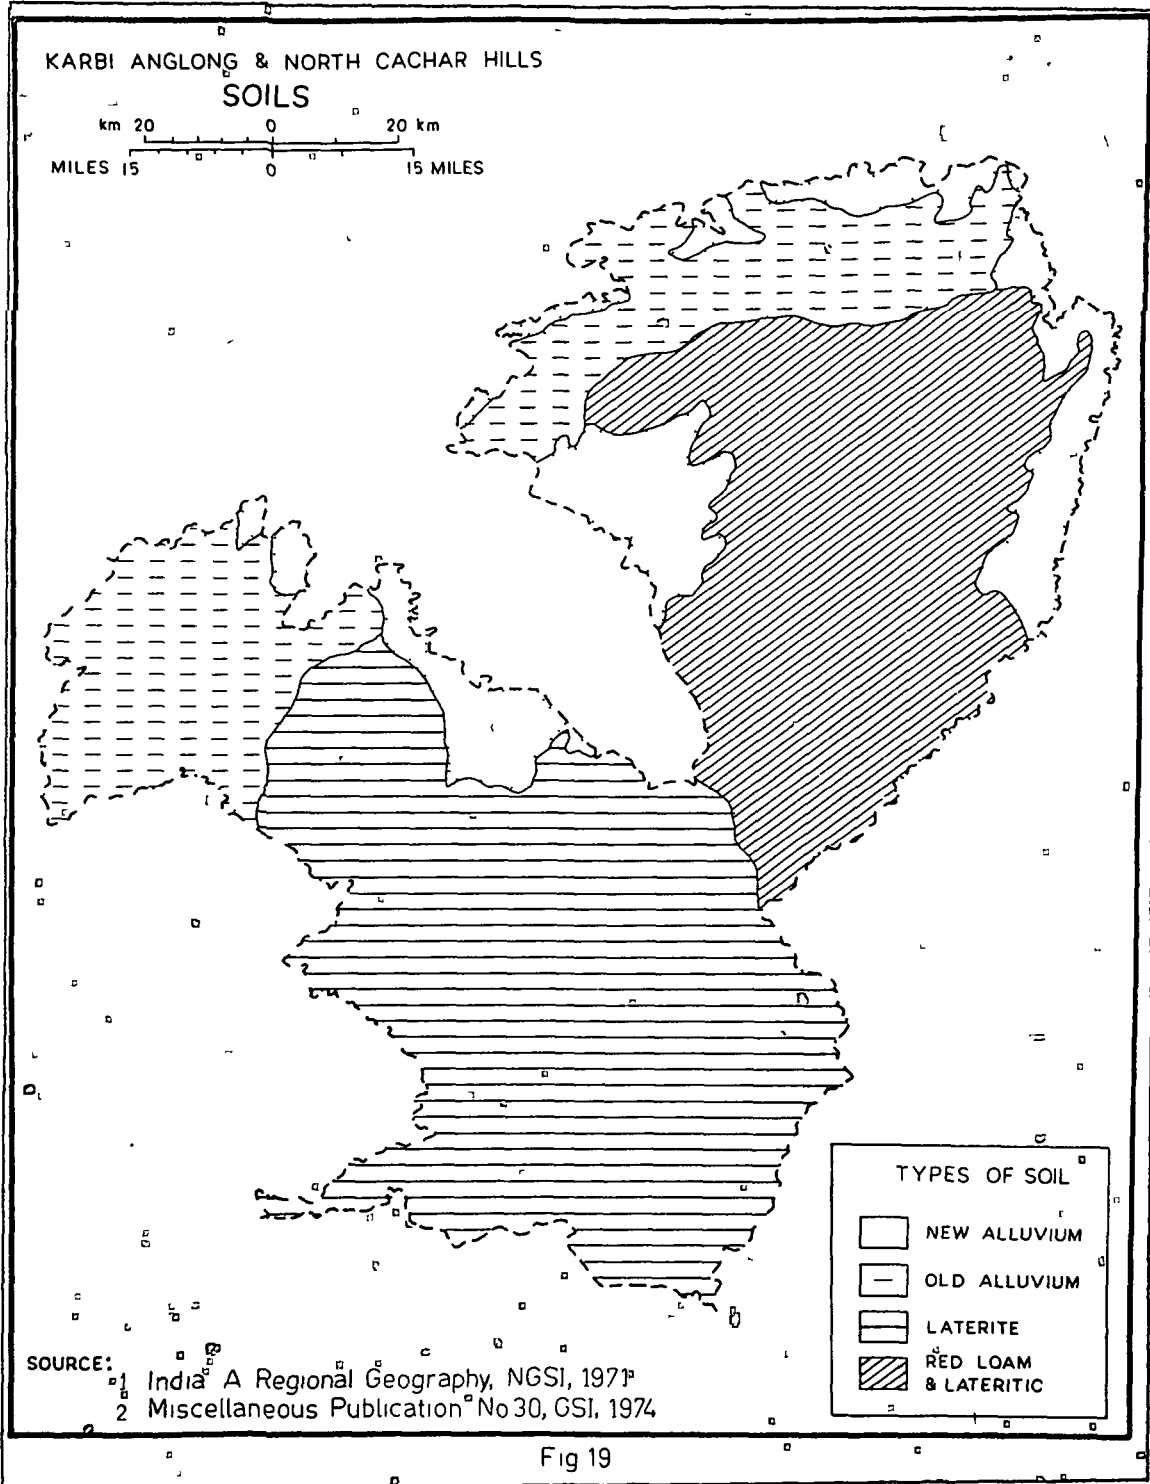 KARBI ANGLONG & NORTH CACHAR HILLS
SOILS
km 20 0 20 km
MILES 15 0 15 MILES
TYPES OF SOIL
NEW ALLUVIUM
OLD ALLUVIUM
LATERITE
RED LOAM
& LATERITIC
SOURCE:
1 India A Regional Geography, NGSI, 1971
2 Miscellaneous Publication No 30, GSI, 1974
Fig 19